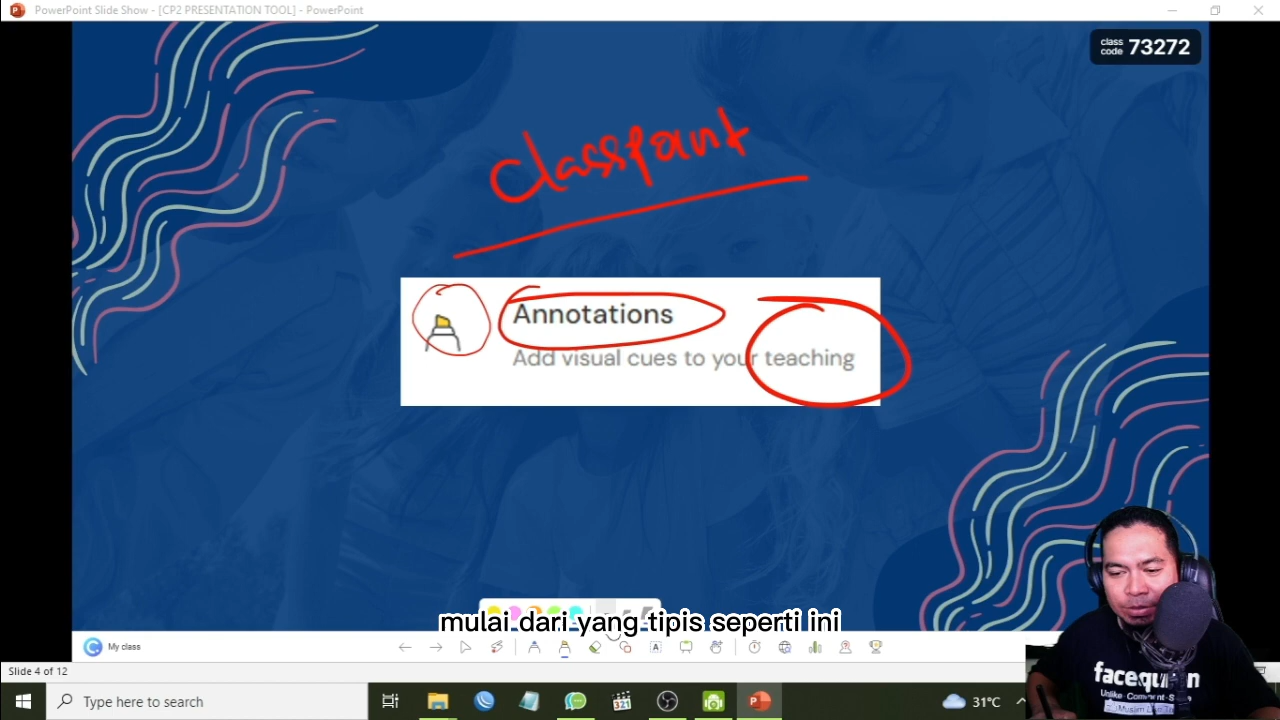 PowerPoint Slide Show - [CP2 PRESENTATION TOOL] - PowerPoint
class code 73272
Classpoint
Annotations
Add visual cues to your teaching
mulai dari yang tipis seperti ini
My class
Slide 4 of 12
Type here to search
321
31°C